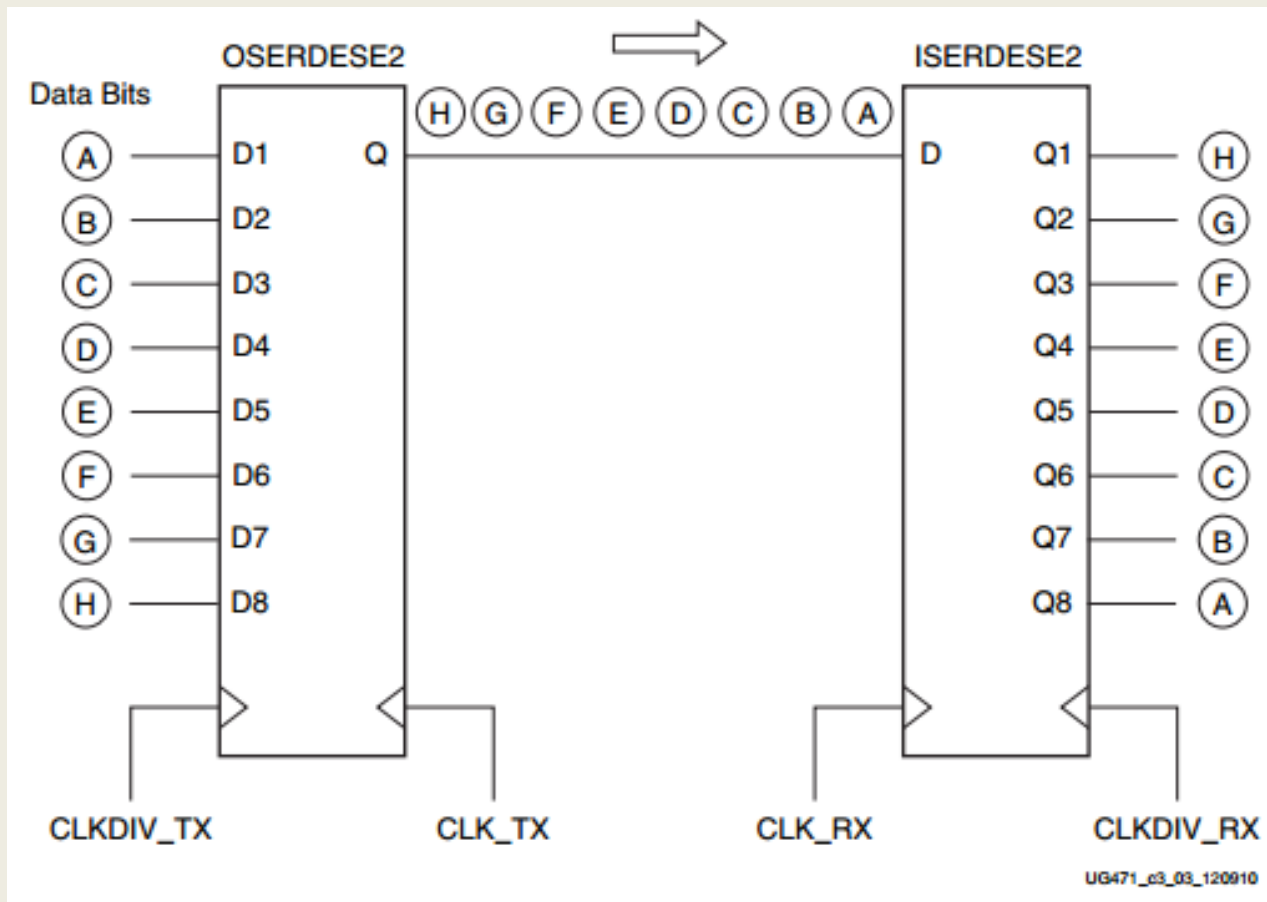 OSERDESE2 ISERDESE2
Data Bits
H G F E D C B A
A D1 Q D Q1 H
B D2 Q2 G
C D3 Q3 F
D D4 Q4 E
E D5 Q5 D
F D6 Q6 C
G D7 Q7 B
H D8 Q8 A
CLKDIV_TX CLK_TX CLK_RX CLKDIV_RX
UG471_c3_03_120910